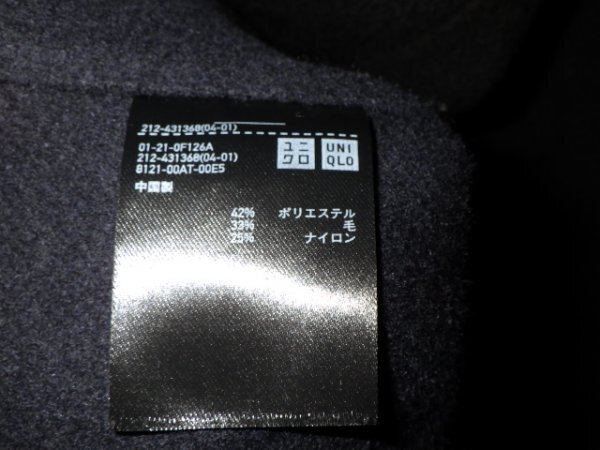 212-431368(04-01)
01-21-0F126A
212-431368(04-01)
8121-00AT-00E5
中国製
ユニ
クロ
UNI
QLO
42% ポリエステル
33% 毛
25% ナイロン